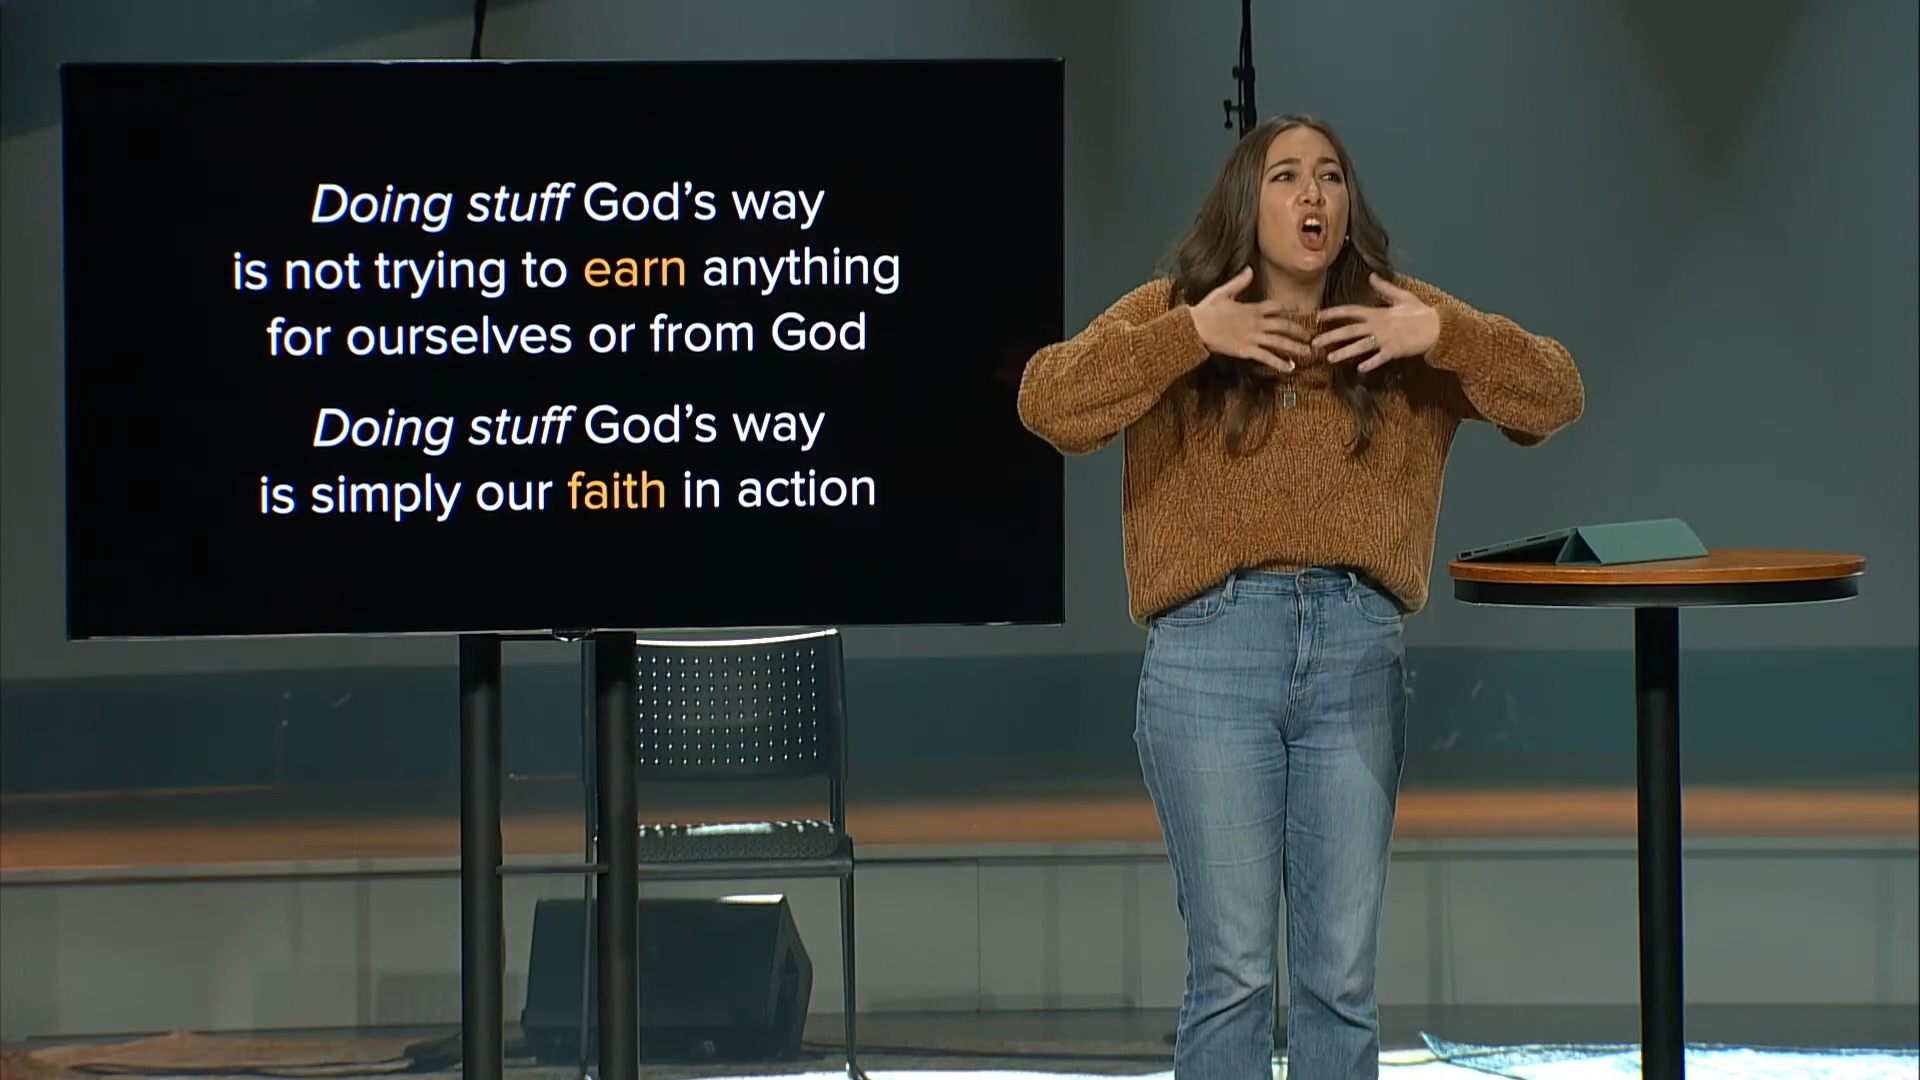 Doing stuff God’s way
is not trying to earn anything
for ourselves or from God
Doing stuff God’s way
is simply our faith in action